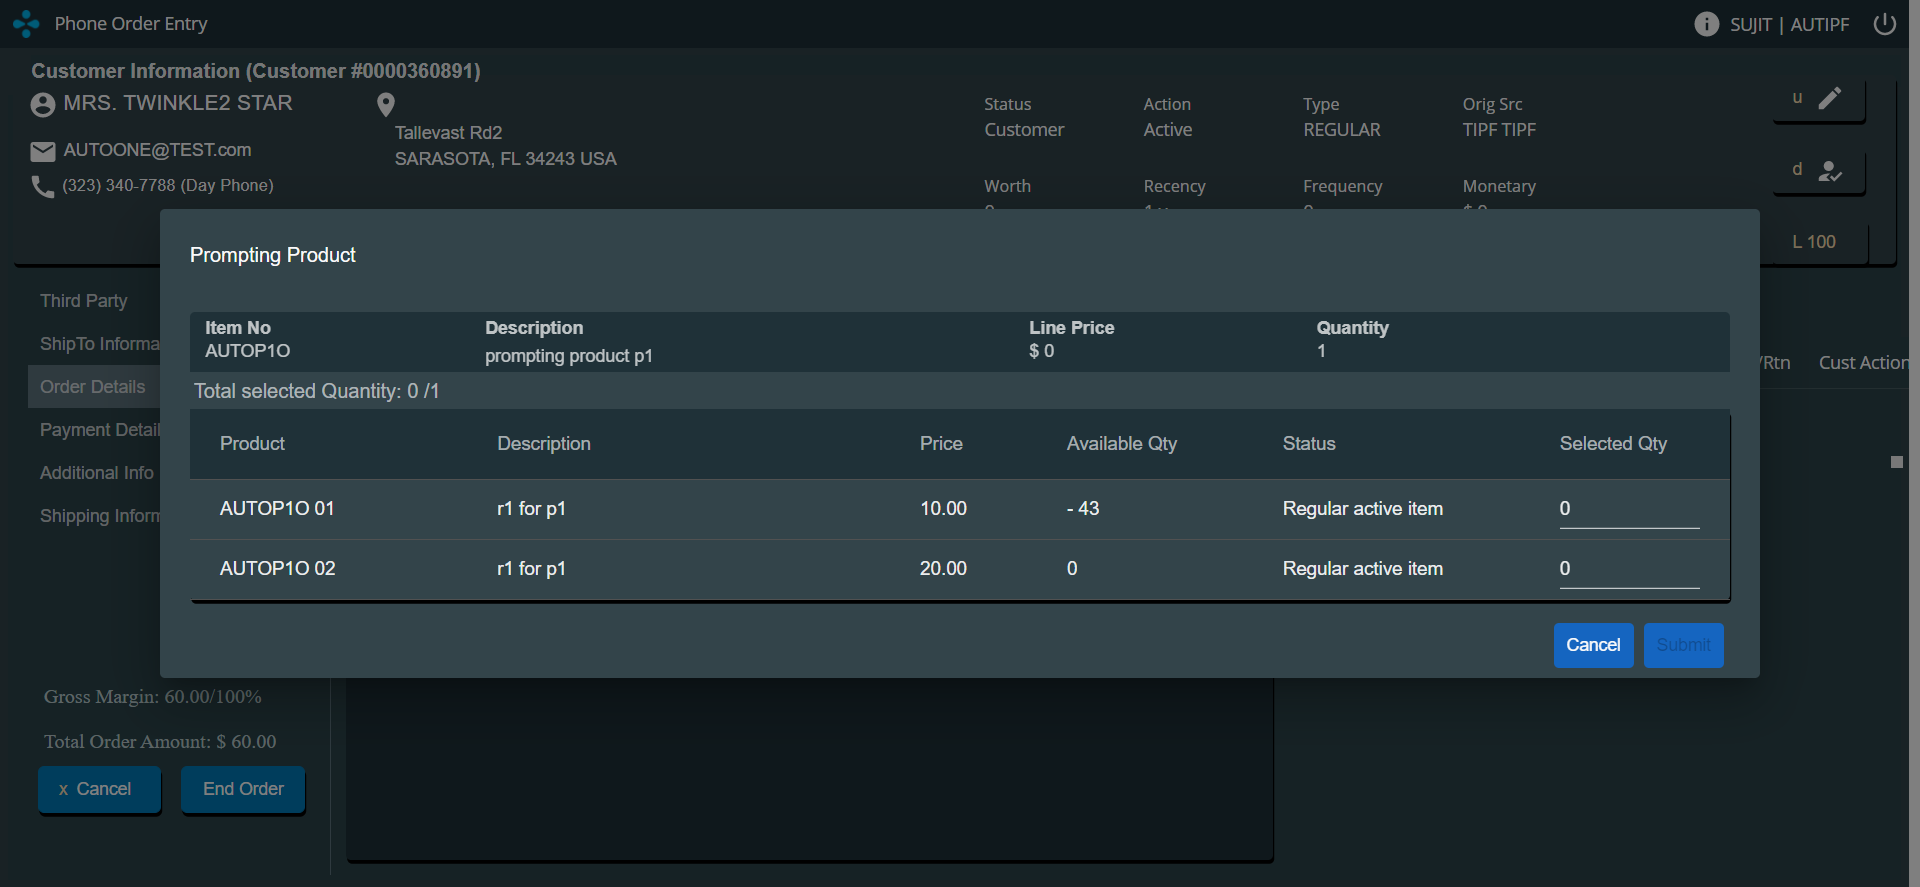 Phone Order Entry
SUJIT | AUTIPF
Customer Information (Customer #0000360891)
MRS. TWINKLE2 STAR
Tallevast Rd2
SARASOTA, FL 34243 USA
AUTOONE@TEST.com
(323) 340-7788 (Day Phone)
Status
Customer
Action
Active
Type
REGULAR
Orig Src
TIPF TIPF
Worth
Recency
Frequency
Monetary
u
d
L 100
Third Party
ShipTo Informa
Order Details
Payment Detail
Additional Info
Shipping Inform
/Rtn Cust Action
Prompting Product
Item No Description Line Price Quantity
AUTOP1O prompting product p1 $ 0 1
Total selected Quantity: 0 /1
Product Description Price Available Qty Status Selected Qty
AUTOP1O 01 r1 for p1 10.00 - 43 Regular active item 0
AUTOP1O 02 r1 for p1 20.00 0 Regular active item 0
Cancel Submit
Gross Margin: 60.00/100%
Total Order Amount: $ 60.00
x Cancel End Order